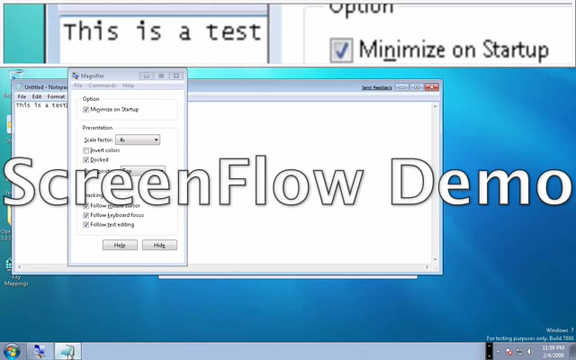 Option
This is a test
Minimize on Startup
Untitled - Notepad
Magnifier
Send Feedback
File Edit Format
File Commands Help
This is a test
Option
Minimize on Startup
Presentation
Scale factor: 4x
Invert colors
Docked
ScreenFlow Demo
Tracking
Follow mouse cursor
Follow keyboard focus
Follow text editing
Help Hide
Key
Mappings
Windows 7
For testing purposes only. Build 7000
11:59 PM
2/4/2009